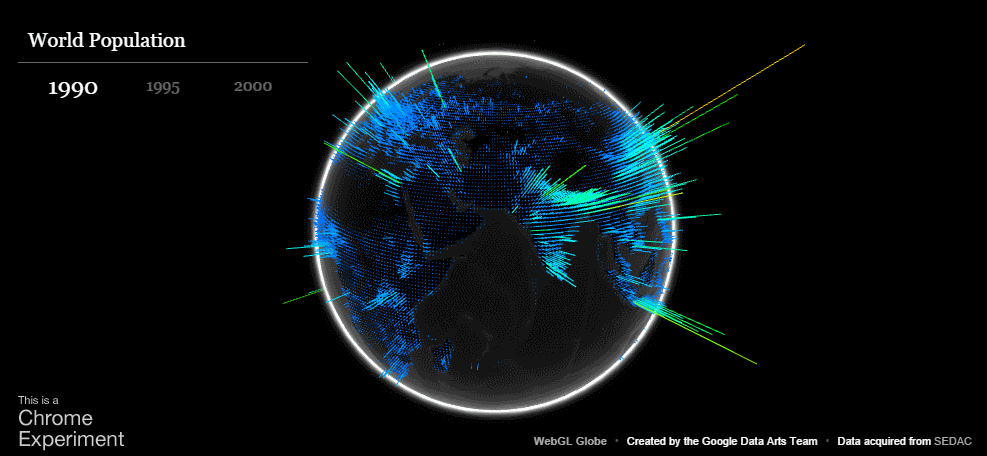 World Population
1990 1995 2000
This is a
Chrome
Experiment
WebGL Globe • Created by the Google Data Arts Team • Data acquired from SEDAC